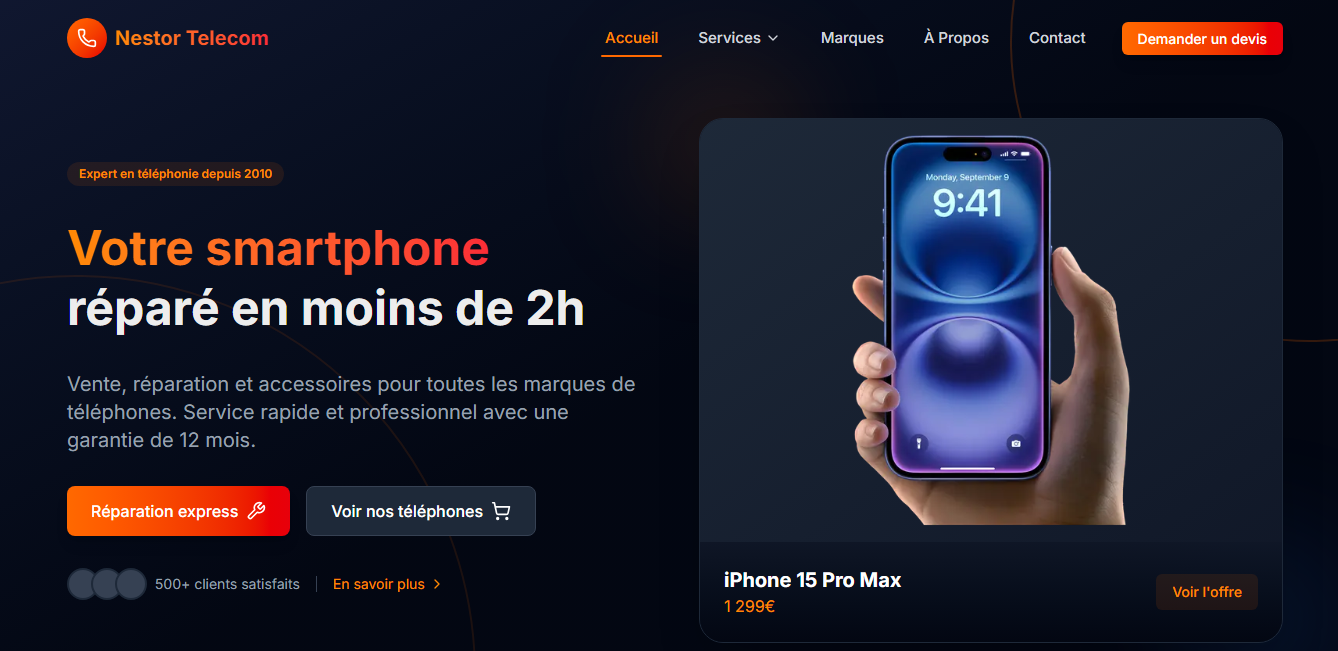 Nestor Telecom
Accueil
Services
Marques
À Propos
Contact
Demander un devis
Expert en téléphonie depuis 2010
Votre smartphone
réparé en moins de 2h
Vente, réparation et accessoires pour toutes les marques de
téléphones. Service rapide et professionnel avec une
garantie de 12 mois.
Réparation express
Voir nos téléphones
500+ clients satisfaits
En savoir plus
Monday, September 9
9:41
iPhone 15 Pro Max
1 299€
Voir l'offre